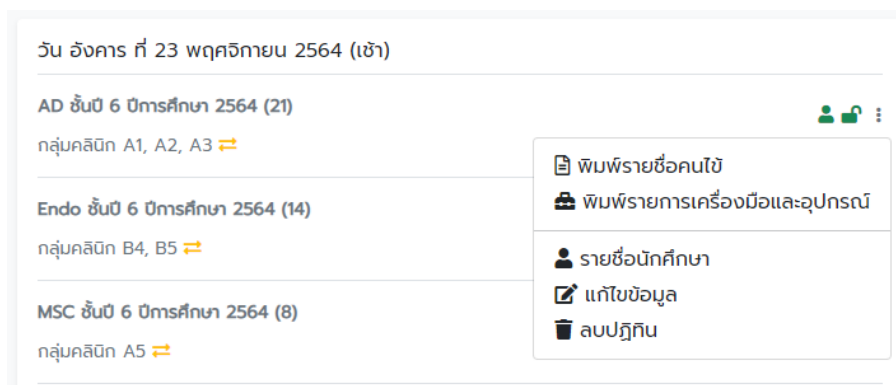 วัน อังคาร ที่ 23 พฤศจิกายน 2564 (เช้า)
AD ชั้นปี 6 ปีการศึกษา 2564 (21)
กลุ่มคลินิก A1, A2, A3
พิมพ์รายชื่อคนไข้
พิมพ์รายการเครื่องมือและอุปกรณ์
รายชื่อนักศึกษา
แก้ไขข้อมูล
ลบปฏิทิน
Endo ชั้นปี 6 ปีการศึกษา 2564 (14)
กลุ่มคลินิก B4, B5
MSC ชั้นปี 6 ปีการศึกษา 2564 (8)
กลุ่มคลินิก A5